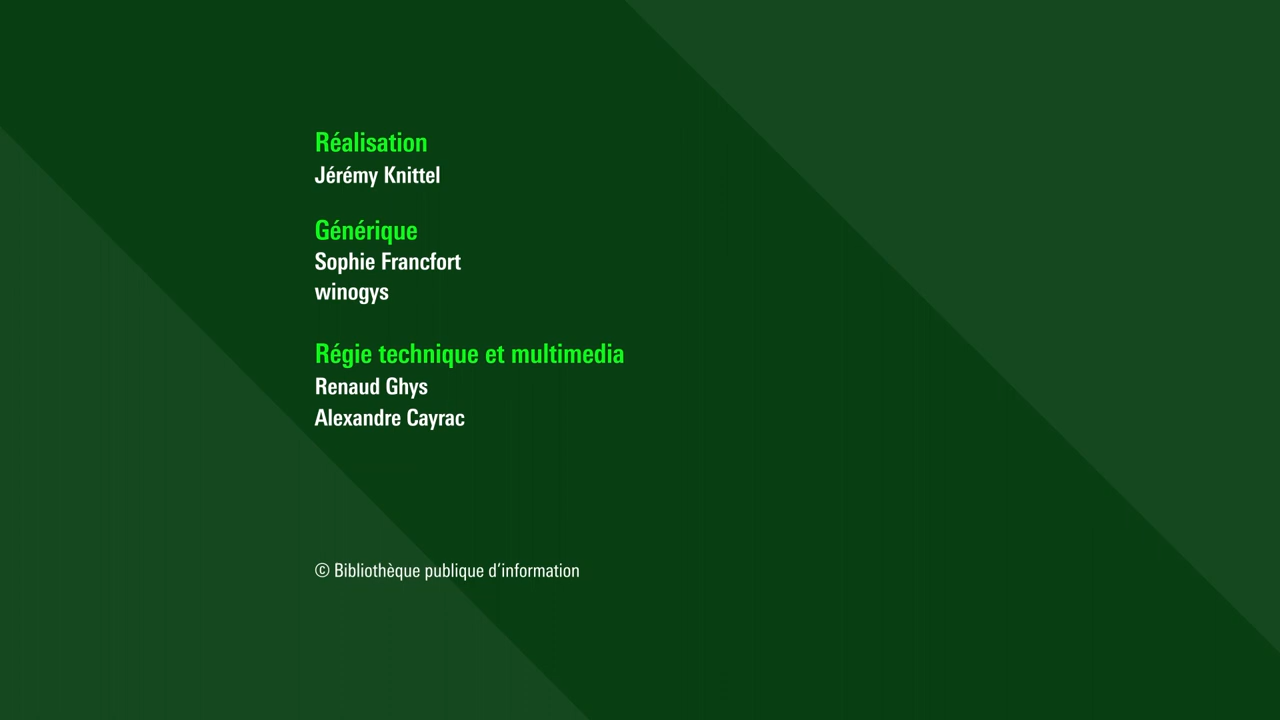 Réalisation
Jérémy Knittel
Générique
Sophie Francfort
winogys
Régie technique et multimedia
Renaud Ghys
Alexandre Cayrac
© Bibliothèque publique d’information